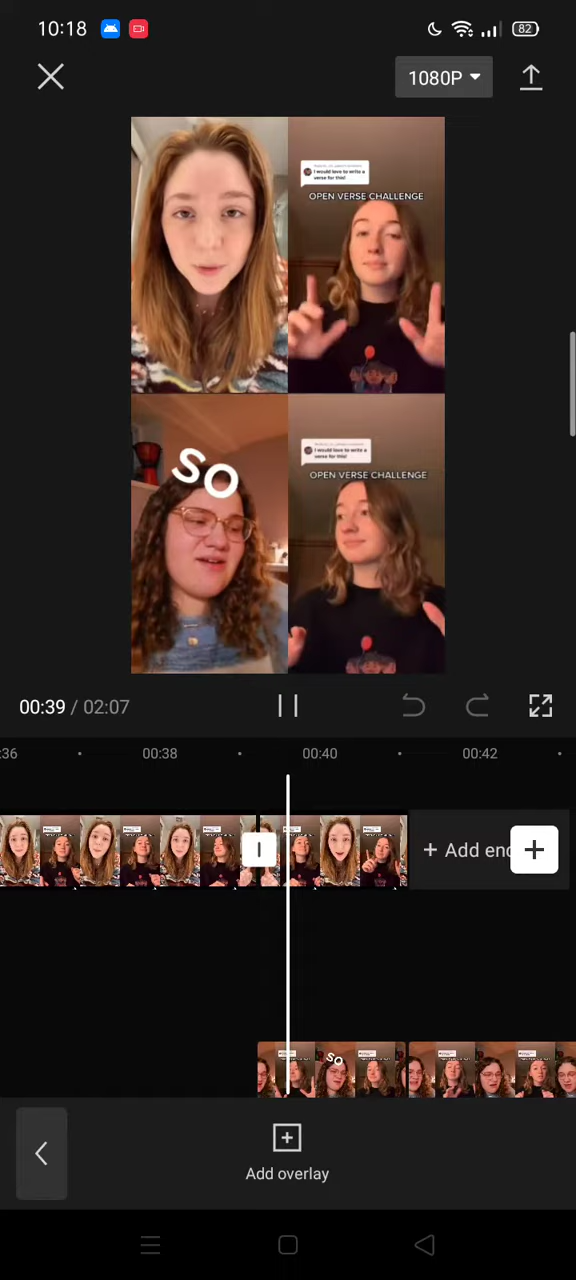 10:18
82
1080P
I would love to write a
verse for this!
OPEN VERSE CHALLENGE
SO
I would love to write a
verse for this!
OPEN VERSE CHALLENGE
00:39 / 02:07
:36
00:38
00:40
00:42
+ Add end
SO
Add overlay